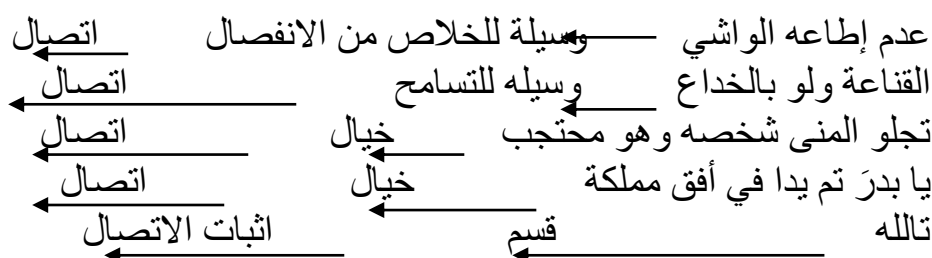 عدم إطاعه الواشي وسيلة للخلاص من الانفصال اتصال
القناعة ولو بالخداع وسيله للتسامح اتصال
تجلو المنى شخصه وهو محتجب خيال اتصال
يا بدرَ تم يدا في أفق مملكة خيال اتصال
تالله قسم اثبات الاتصال